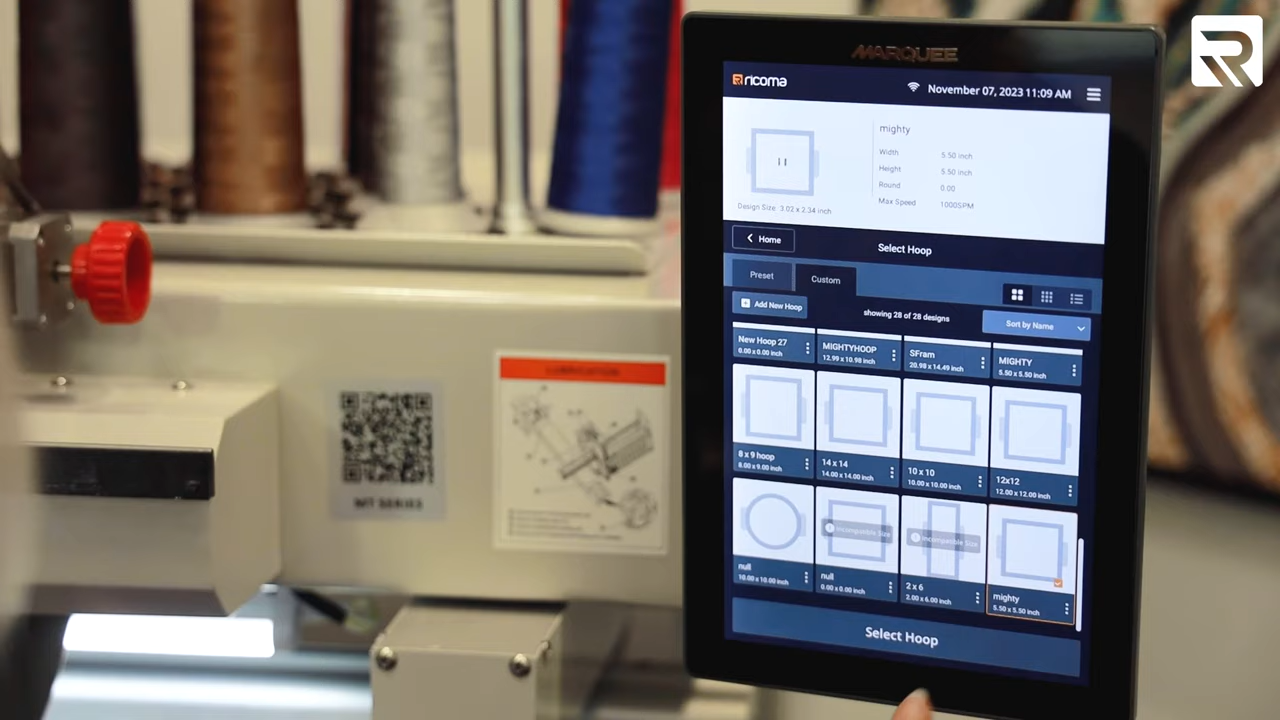 MARQUEE
ricoma
November 07, 2023 11:09 AM
mighty
Width 5.50 inch
Height 5.50 inch
Round 0.00
Max Speed 1000SPM
Design Size 3.02 x 2.34 inch
Home
Select Hoop
Preset
Custom
Add New Hoop
showing 28 of 28 designs
Sort by Name
New Hoop 27
0.00 x 0.00 inch
MIGHTYHOOP
12.99 x 10.98 inch
SFram
20.98 x 14.49 inch
MIGHTY
5.50 x 5.50 inch
8 x 9 hoop
8.00 x 9.00 inch
14 x 14
14.00 x 14.00 inch
10 x 10
10.00 x 10.00 inch
12x12
12.00 x 12.00 inch
null
10.00 x 10.00 inch
Incompatible Size
null
0.00 x 0.00 inch
Incompatible Size
2 x 6
2.00 x 6.00 inch
mighty
5.50 x 5.50 inch
Select Hoop
LUBRICATION
MT SERIES